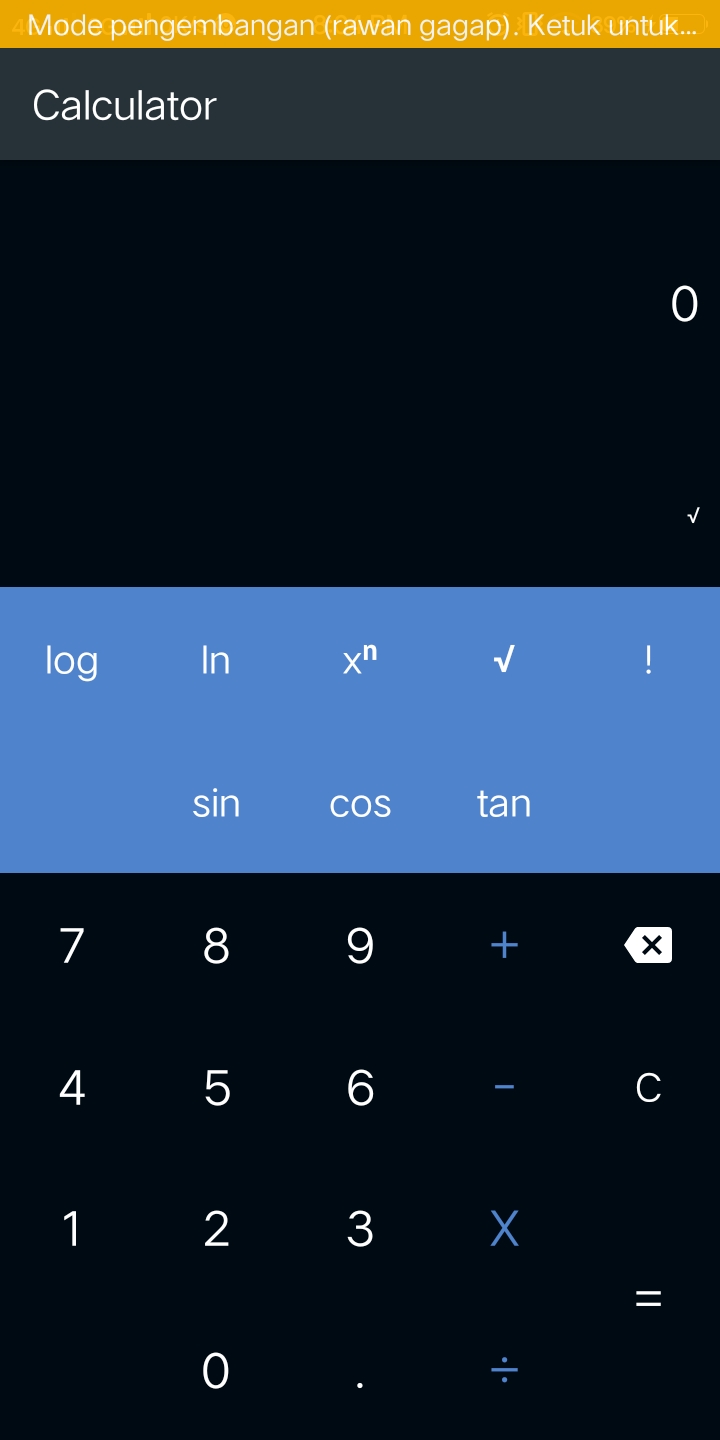 Mode pengembangan (rawan gagap). Ketuk untuk...
Calculator
0
√
log ln xⁿ √ !
sin cos tan
7 8 9 +
4 5 6 - C
1 2 3 X
=
0 . ÷